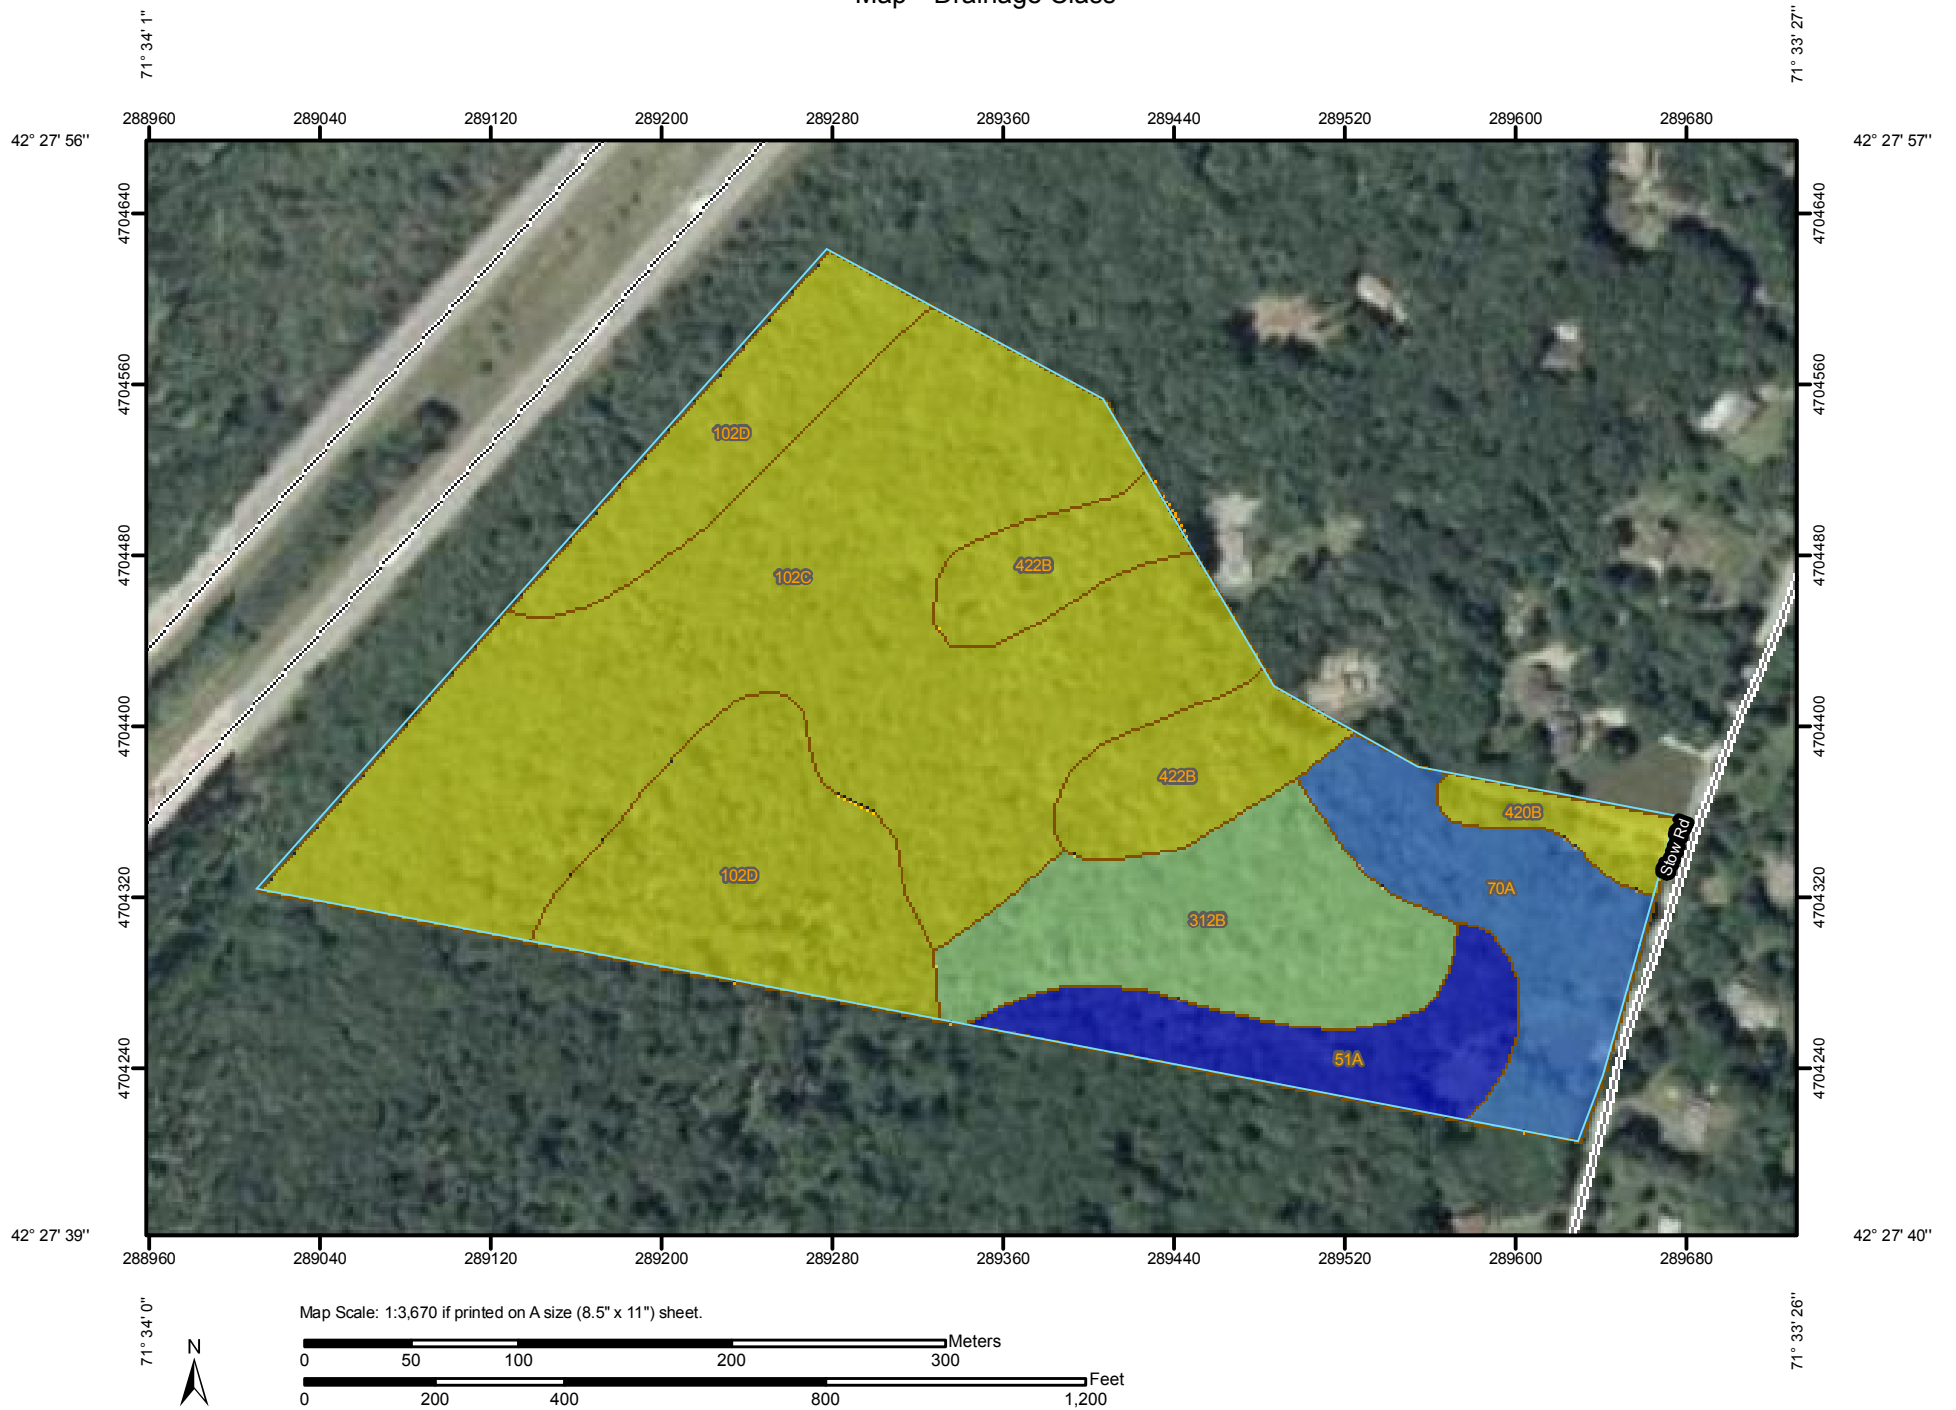 Map—Drainage Class
71° 34' 1"
71° 33' 27"
288960 289040 289120 289200 289280 289360 289440 289520 289600 289680
42° 27' 56"
42° 27' 57"
4704640
4704640
4704560
4704560
102D
4704480
4704480
422B
102C
4704400
4704400
422B
420B
Stow Rd
102D
70A
4704320
4704320
312B
51A
4704240
4704240
42° 27' 39"
42° 27' 40"
288960 289040 289120 289200 289280 289360 289440 289520 289600 289680
71° 34' 0"
71° 33' 26"
Map Scale: 1:3,670 if printed on A size (8.5" x 11") sheet.
N
Meters
0 50 100 200 300
Feet
0 200 400 800 1,200